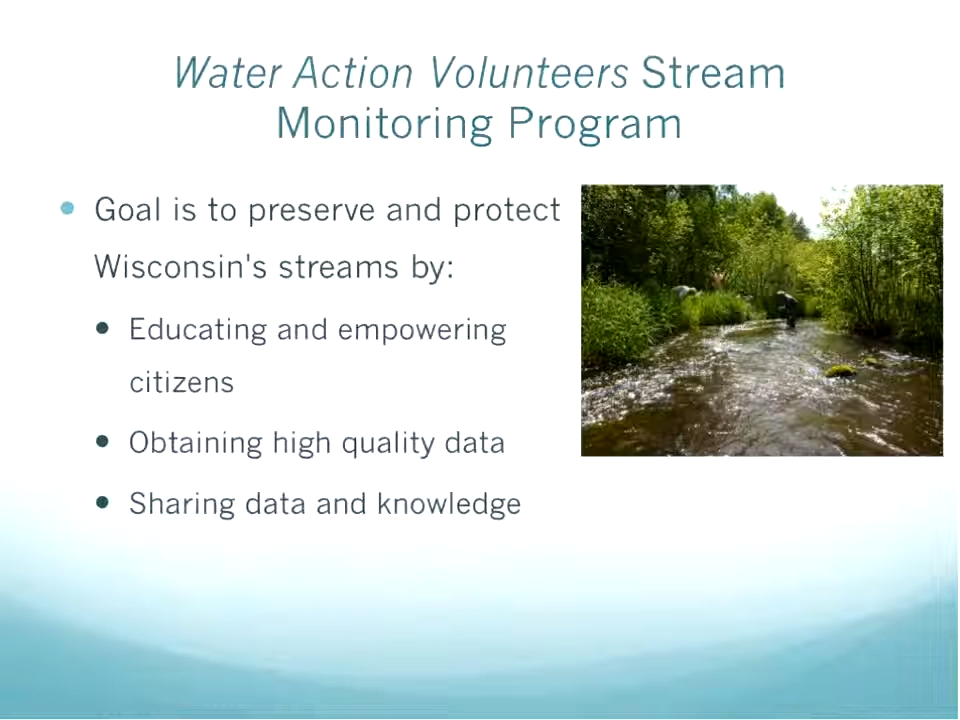 Water Action Volunteers Stream
Monitoring Program
Goal is to preserve and protect
Wisconsin's streams by:
Educating and empowering
citizens
Obtaining high quality data
Sharing data and knowledge